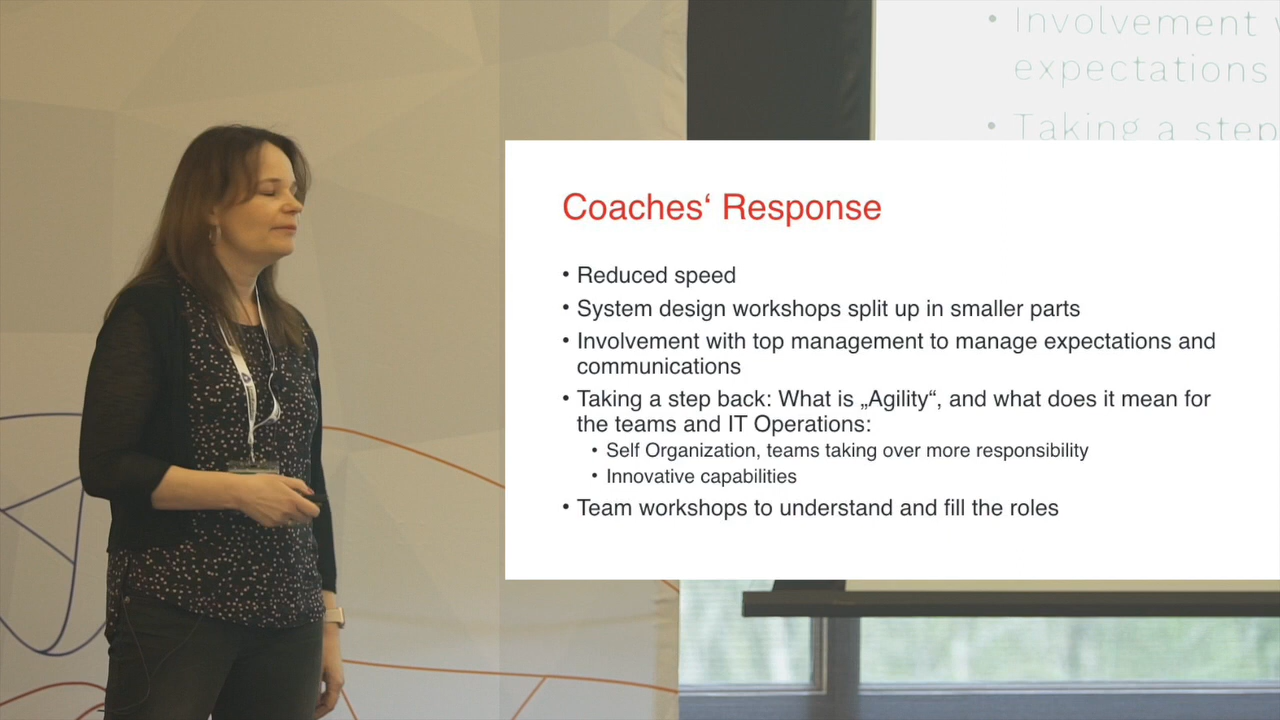 • Involvement
expectations
• Taking a step
Coaches‘ Response
• Reduced speed
• System design workshops split up in smaller parts
• Involvement with top management to manage expectations and
communications
• Taking a step back: What is „Agility“, and what does it mean for
the teams and IT Operations:
• Self Organization, teams taking over more responsibility
• Innovative capabilities
• Team workshops to understand and fill the roles